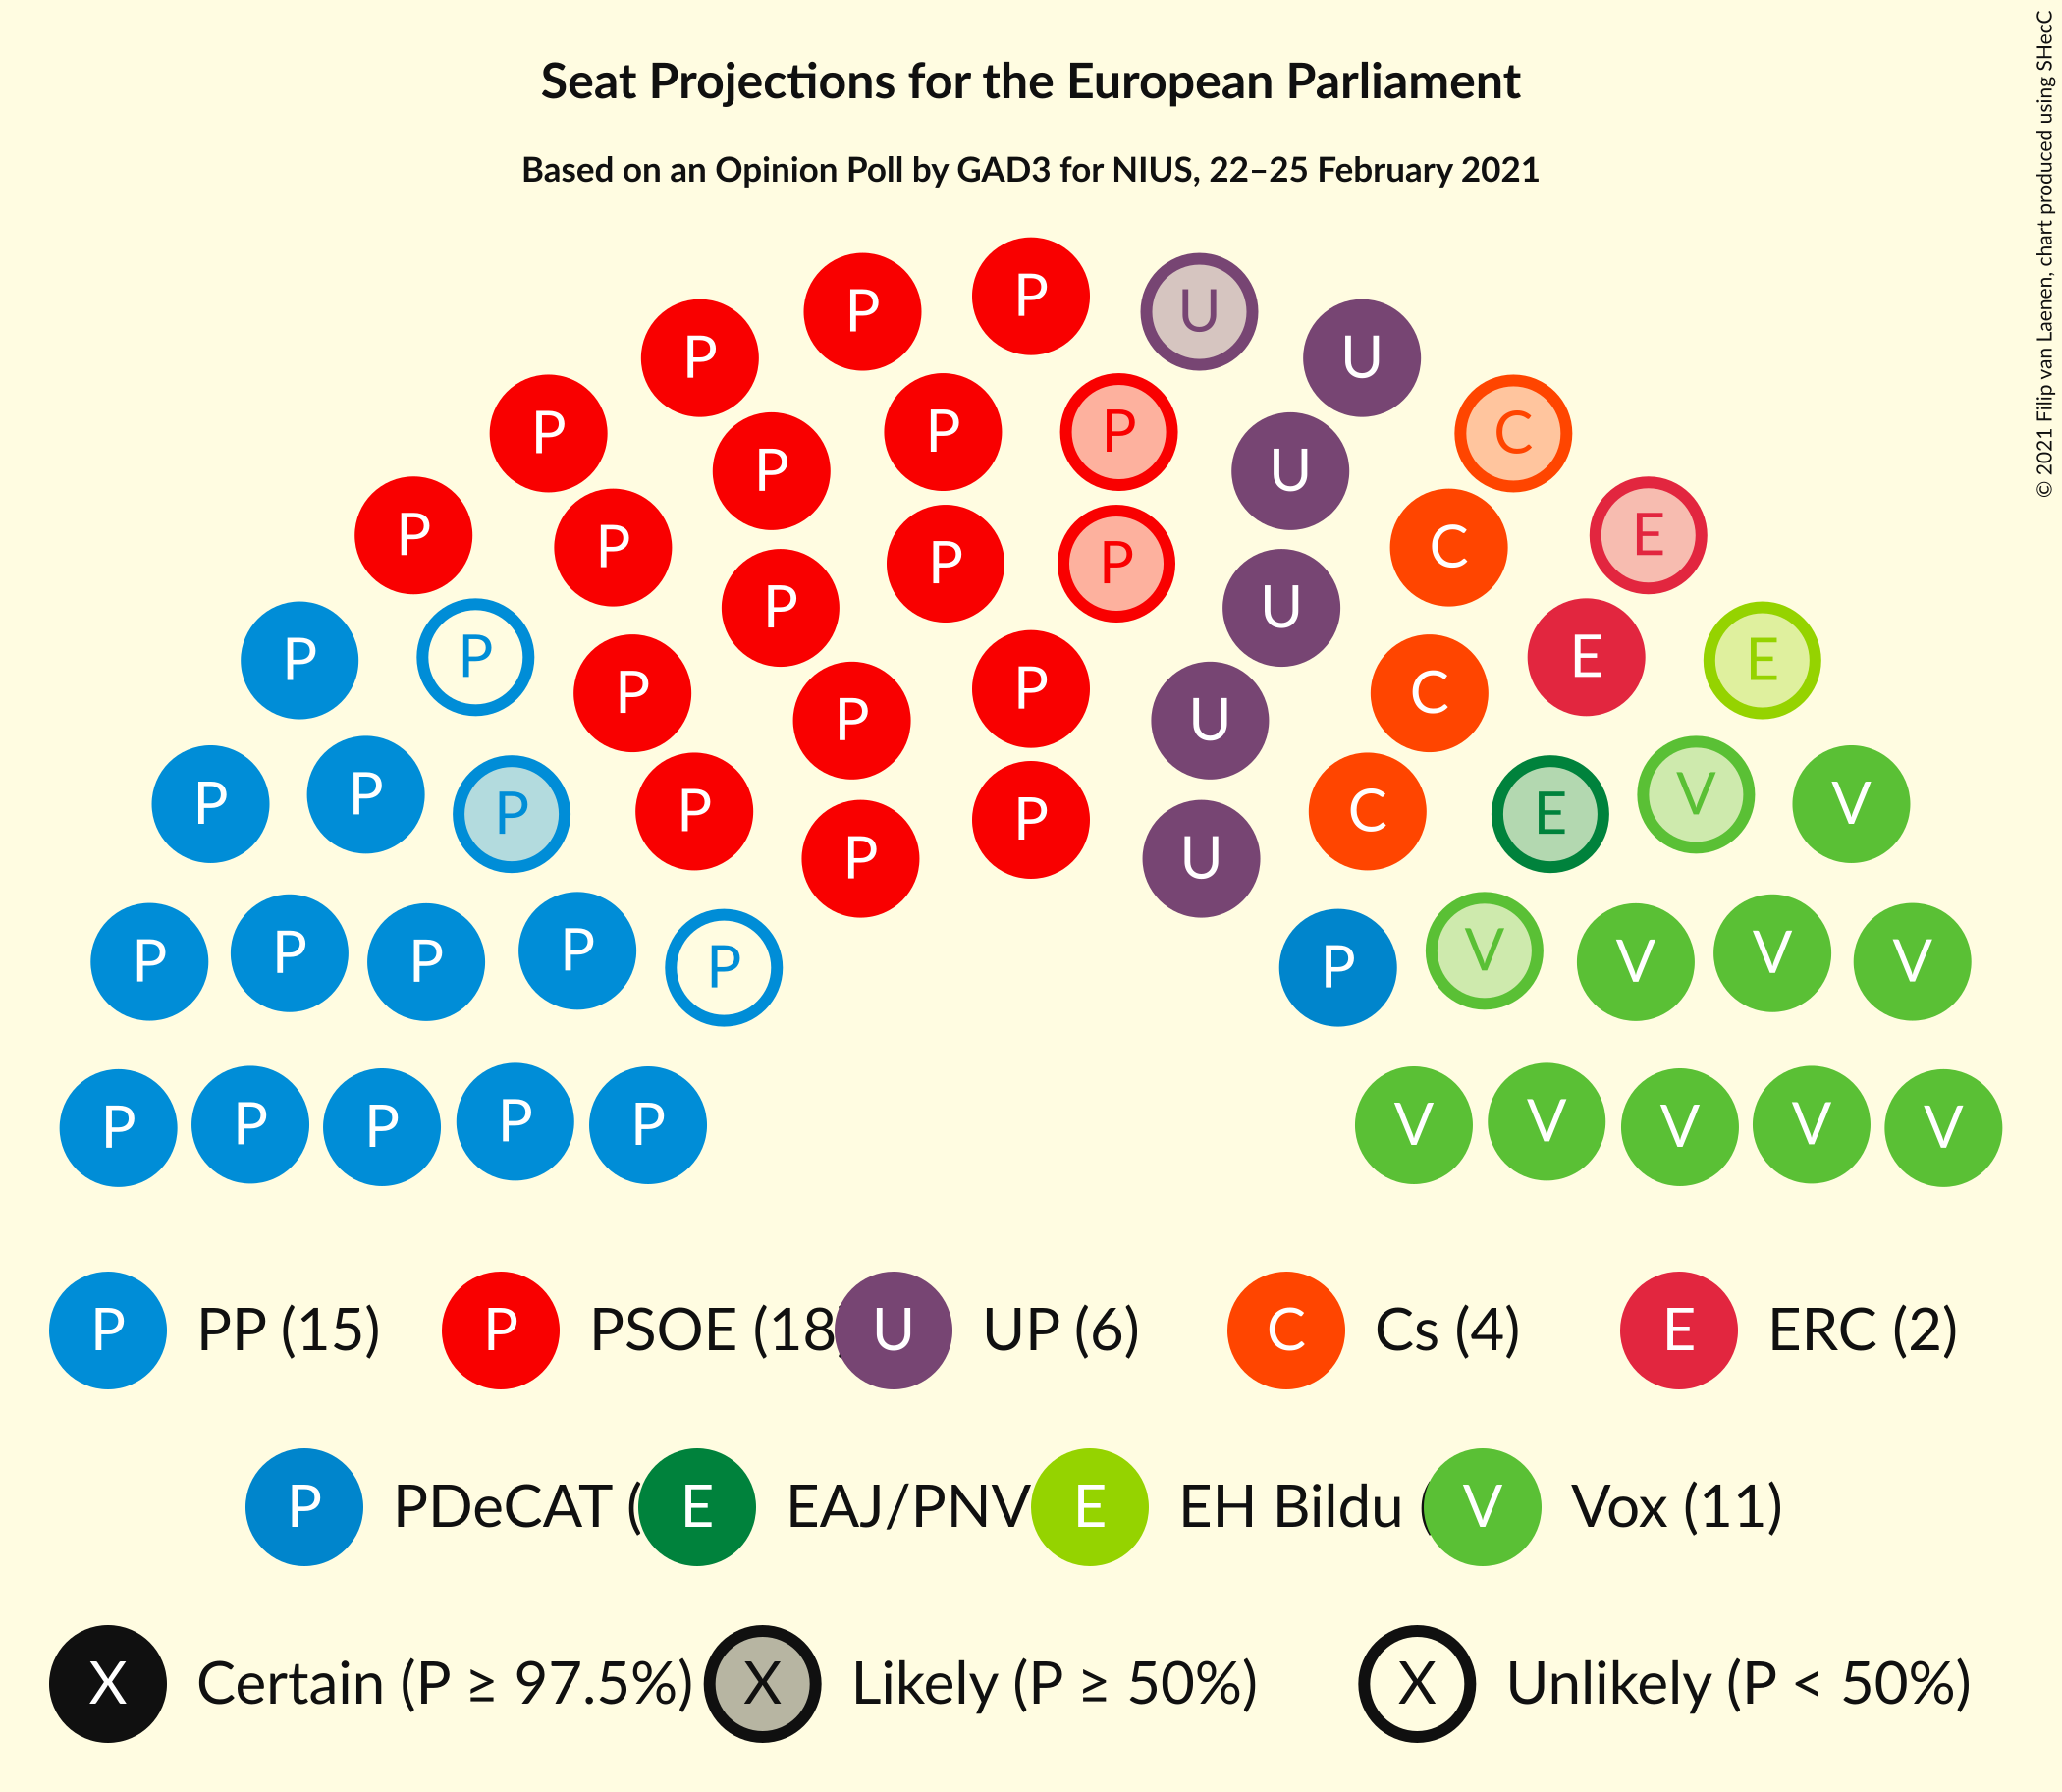 Seat Projections for the European Parliament
Based on an Opinion Poll by GAD3 for NIUS, 22–25 February 2021
© 2021 Filip van Laenen, chart produced using SHecC
P P P U
P U
P P P P U C
P P P P C E
P U
P P E E
P P C
P U
P P P P P C E V V
P U
P P P P P P V V V V
P P P P P V V V V V
P PP (15) P PSOE (18 U UP (6) C Cs (4) E ERC (2)
P PDeCAT ( E EAJ/PNV E EH Bildu ( V Vox (11)
X Certain (P ≥ 97.5%) X Likely (P ≥ 50%) X Unlikely (P < 50%)